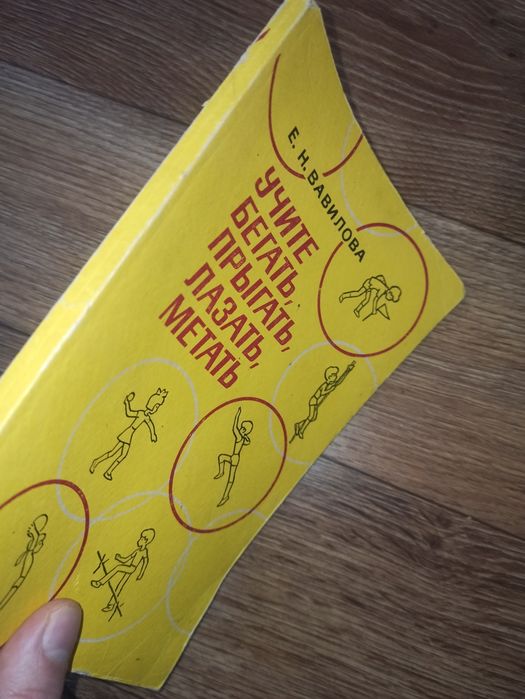 Е. Н. ВАВИЛОВА
УЧИТЕ
БЕГАТЬ,
ПРЫГАТЬ,
ЛАЗАТЬ,
МЕТАТЬ